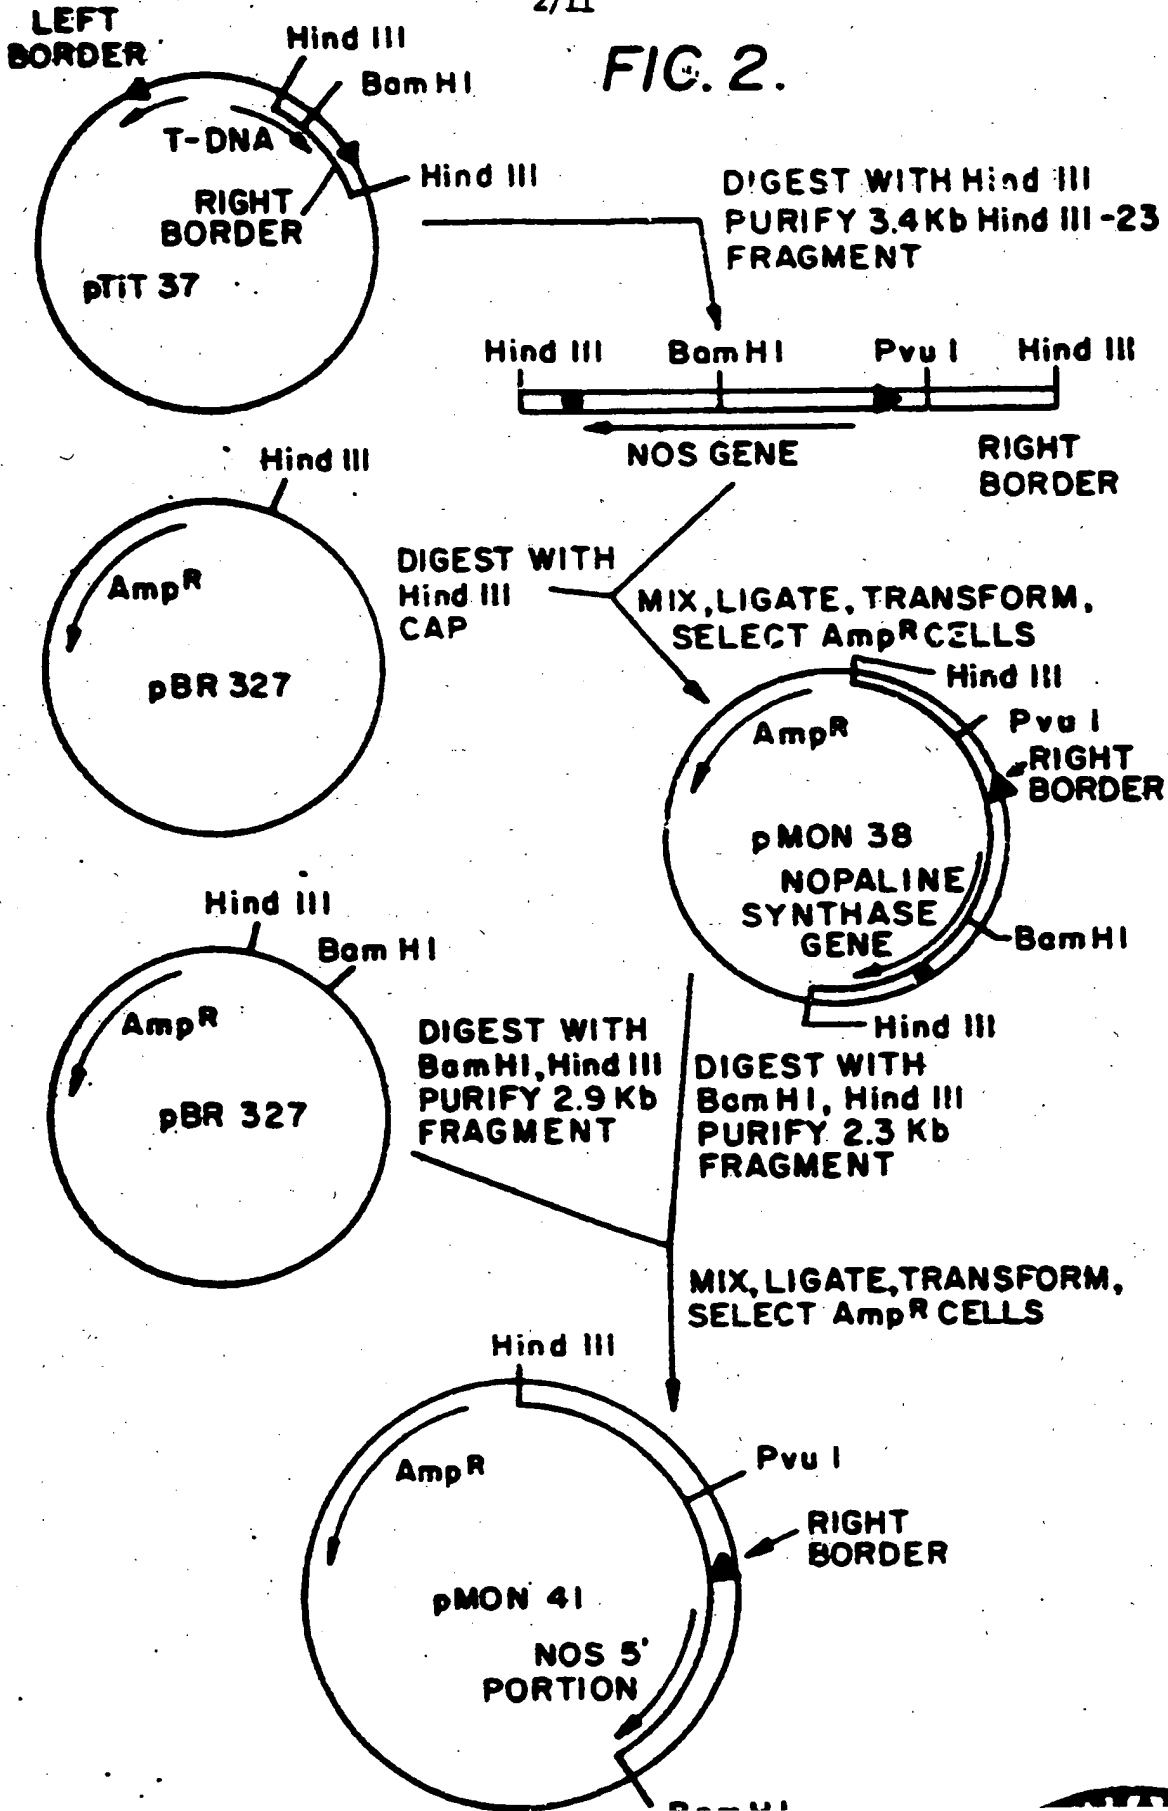 2/11
FIG. 2.
LEFT
BORDER
Hind III
Bam HI
T-DNA
Hind III
RIGHT
BORDER
pTiT 37
DIGEST WITH Hind III
PURIFY 3.4 Kb Hind III-23
FRAGMENT
Hind III
Bam HI
Pvu I
Hind III
NOS GENE
RIGHT
BORDER
Hind III
AmpR
pBR 327
DIGEST WITH
Hind III
CAP
MIX, LIGATE, TRANSFORM,
SELECT AmpR CELLS
Hind III
Pvu I
RIGHT
BORDER
AmpR
pMON 38
NOPALINE
SYNTHASE
GENE
Bam HI
Hind III
Hind III
Bam HI
AmpR
pBR 327
DIGEST WITH
Bam HI, Hind III
PURIFY 2.9 Kb
FRAGMENT
DIGEST WITH
Bam HI, Hind III
PURIFY 2.3 Kb
FRAGMENT
MIX, LIGATE, TRANSFORM,
SELECT AmpR CELLS
Hind III
Pvu I
AmpR
RIGHT
BORDER
pMON 41
NOS 5'
PORTION
Bam HI